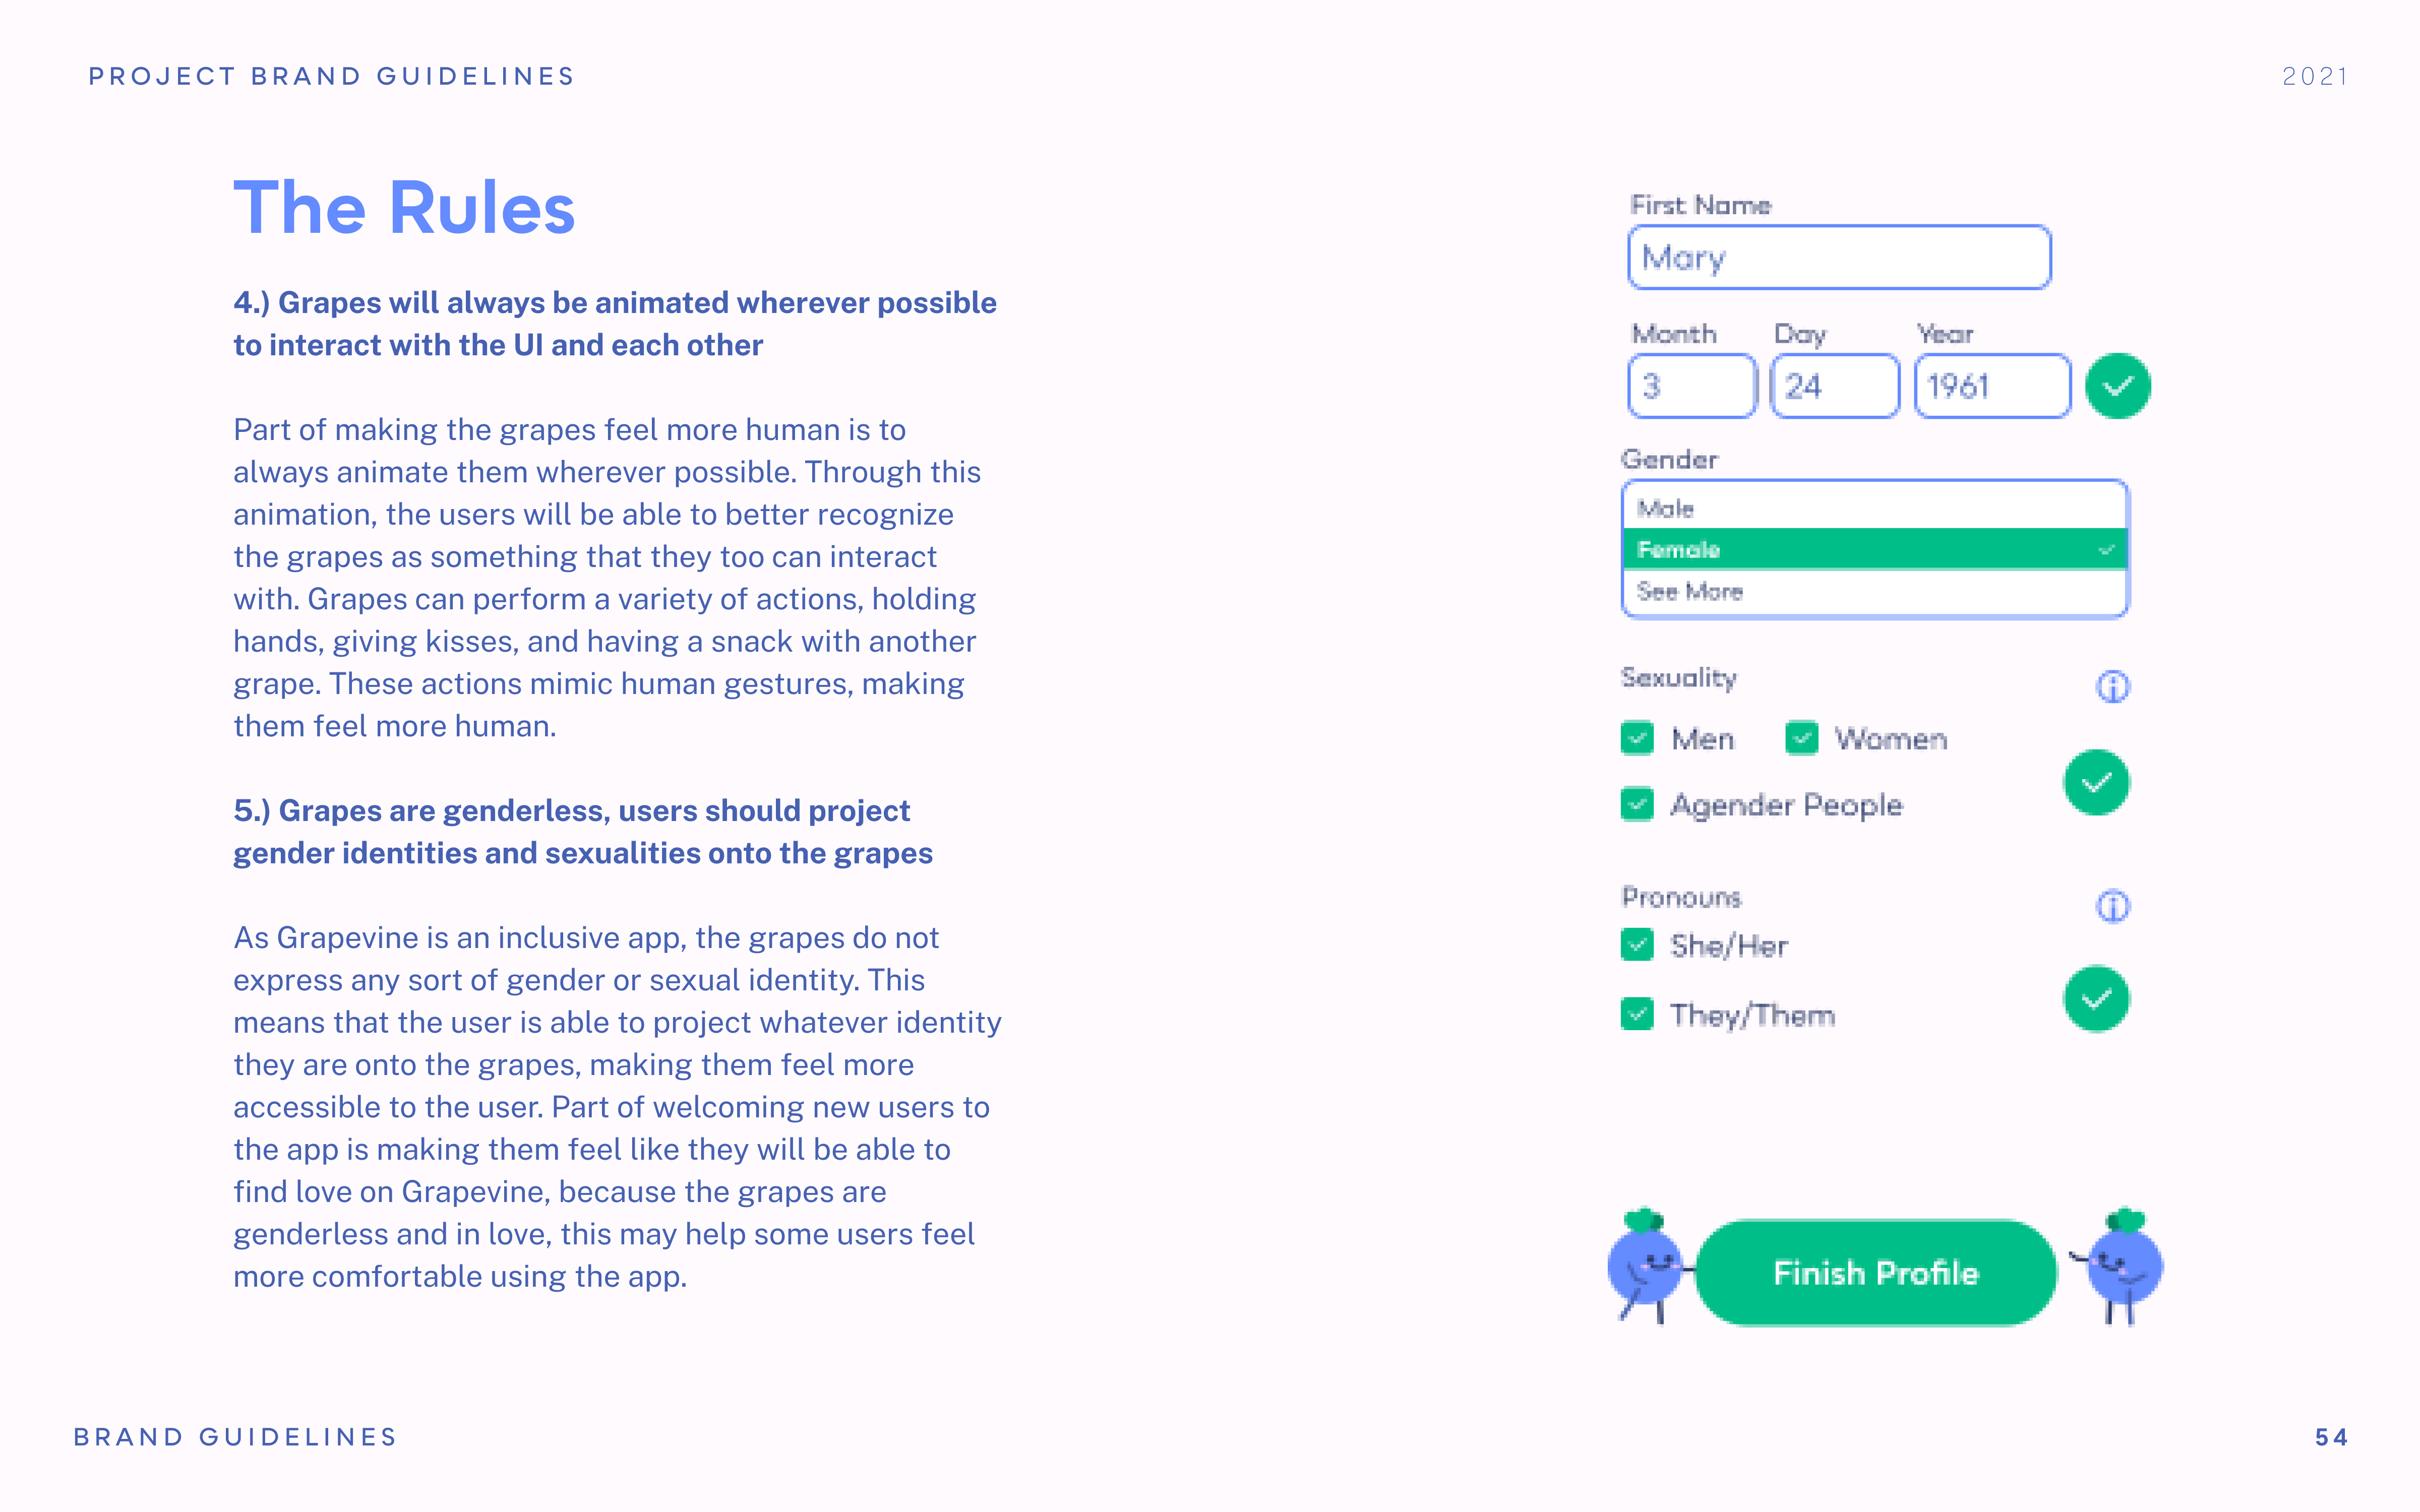 PROJECT BRAND GUIDELINES
2021
The Rules
4.) Grapes will always be animated wherever possible
to interact with the UI and each other
Part of making the grapes feel more human is to
always animate them wherever possible. Through this
animation, the users will be able to better recognize
the grapes as something that they too can interact
with. Grapes can perform a variety of actions, holding
hands, giving kisses, and having a snack with another
grape. These actions mimic human gestures, making
them feel more human.
5.) Grapes are genderless, users should project
gender identities and sexualities onto the grapes
As Grapevine is an inclusive app, the grapes do not
express any sort of gender or sexual identity. This
means that the user is able to project whatever identity
they are onto the grapes, making them feel more
accessible to the user. Part of welcoming new users to
the app is making them feel like they will be able to
find love on Grapevine, because the grapes are
genderless and in love, this may help some users feel
more comfortable using the app.
First Name
Mary
Month Day Year
3 24 1961
Gender
Male
Female
See More
Sexuality
Men Women
Agender People
Pronouns
She/Her
They/Them
Finish Profile
BRAND GUIDELINES
54